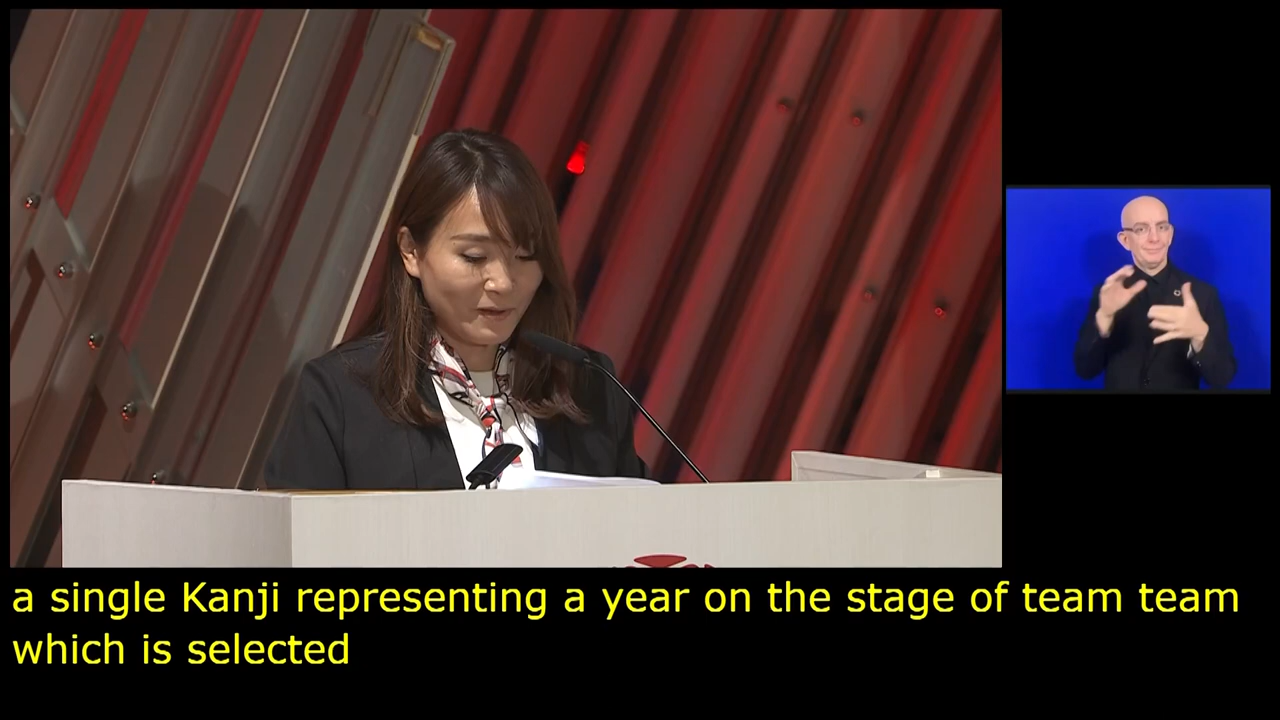 a single Kanji representing a year on the stage of team team
which is selected